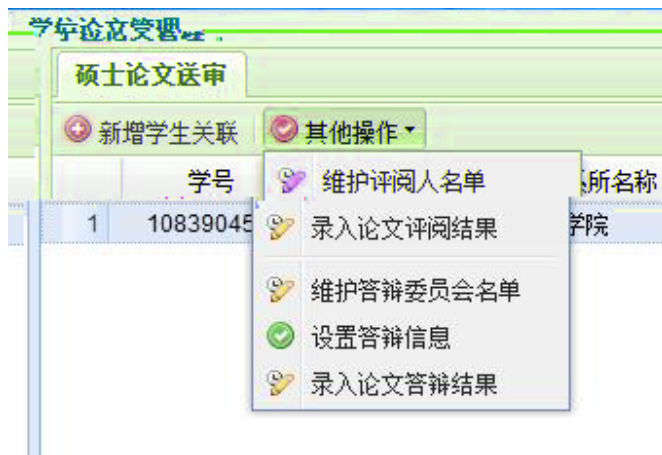 学位论文管理
硕士论文送审
新增学生关联 其他操作
学号 所名称
1 10839045 学院
维护评阅人名单
录入论文评阅结果
维护答辩委员会名单
设置答辩信息
录入论文答辩结果